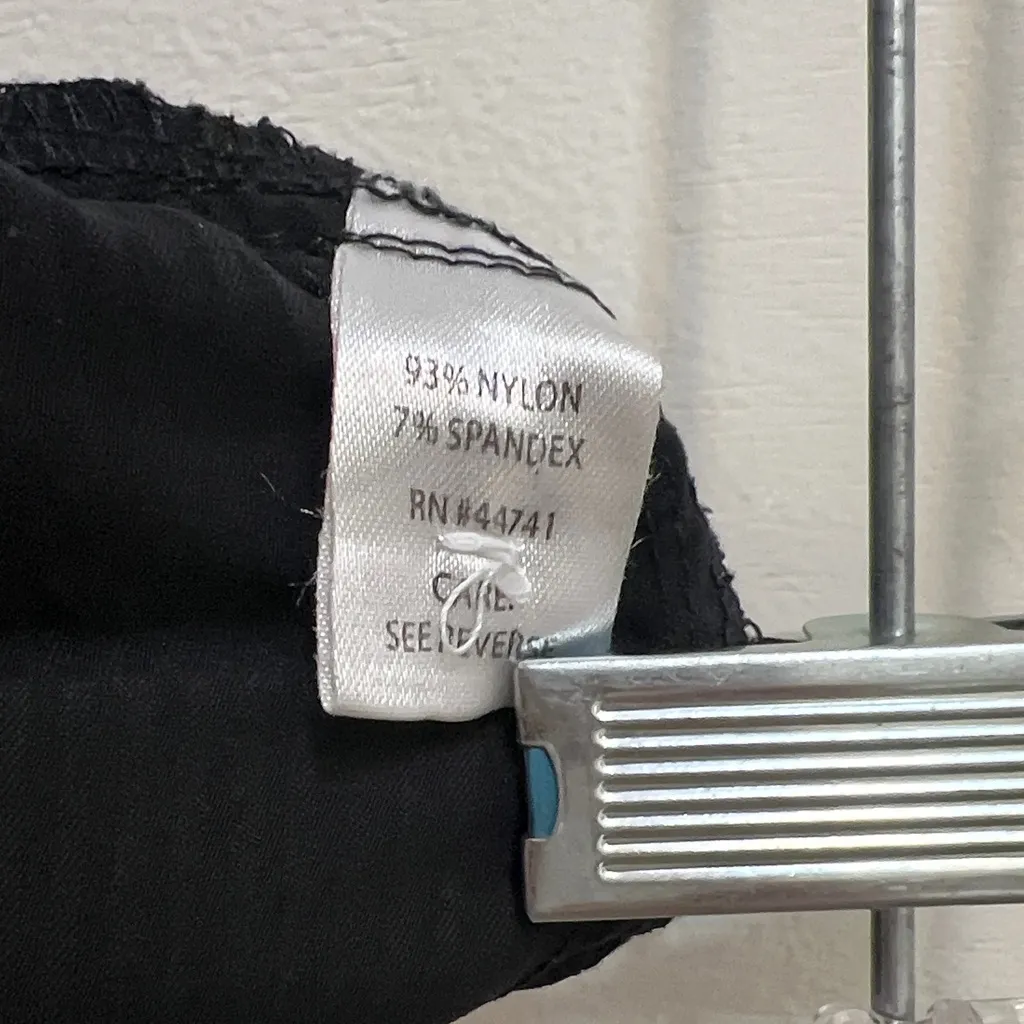 93% NYLON
7% SPANDEX
RN #44741
CARE:
SEE REVERSE